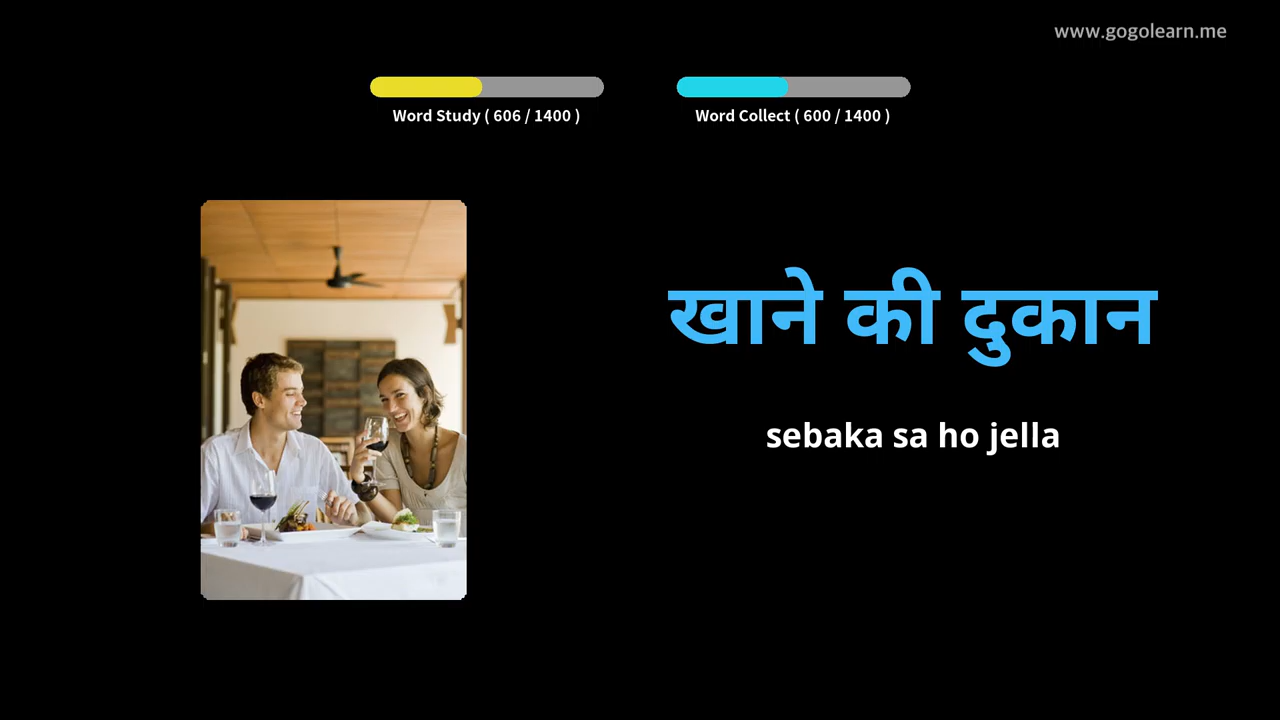 www.gogolearn.me
Word Study ( 606 / 1400 )
Word Collect ( 600 / 1400 )
खाने की दुकान
sebaka sa ho jella